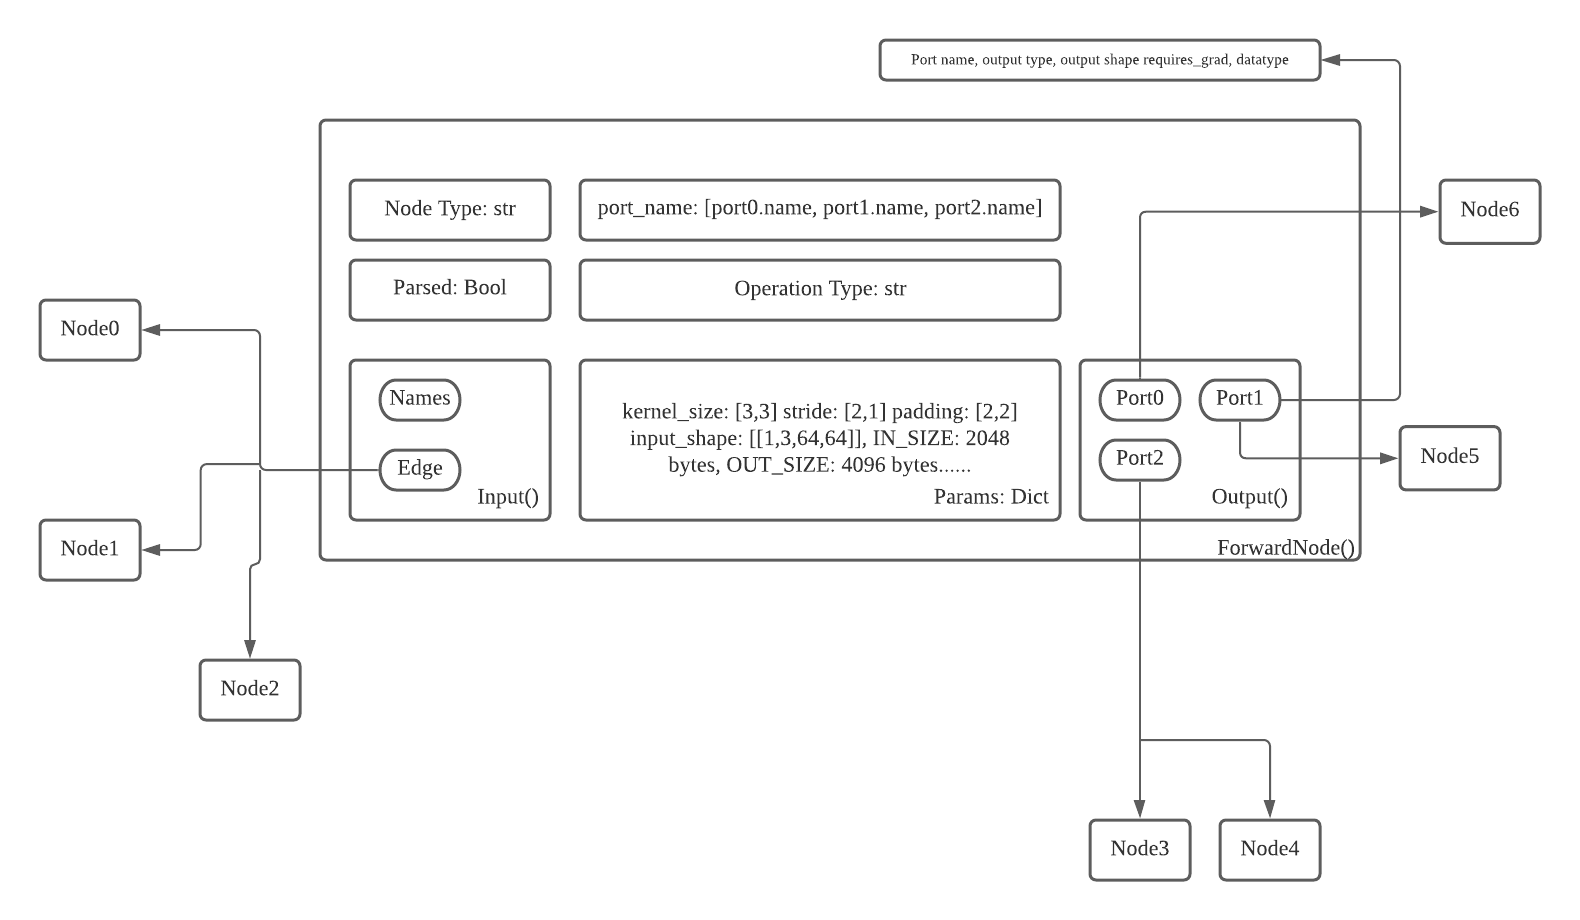 Port name, output type, output shape requires_grad, datatype
Node Type: str
port_name: [port0.name, port1.name, port2.name]
Node6
Parsed: Bool
Operation Type: str
Node0
Names
kernel_size: [3,3] stride: [2,1] padding: [2,2]
input_shape: [[1,3,64,64]], IN_SIZE: 2048
bytes, OUT_SIZE: 4096 bytes......
Port0
Port1
Edge
Port2
Node5
Input()
Params: Dict
Output()
Node1
ForwardNode()
Node2
Node3
Node4